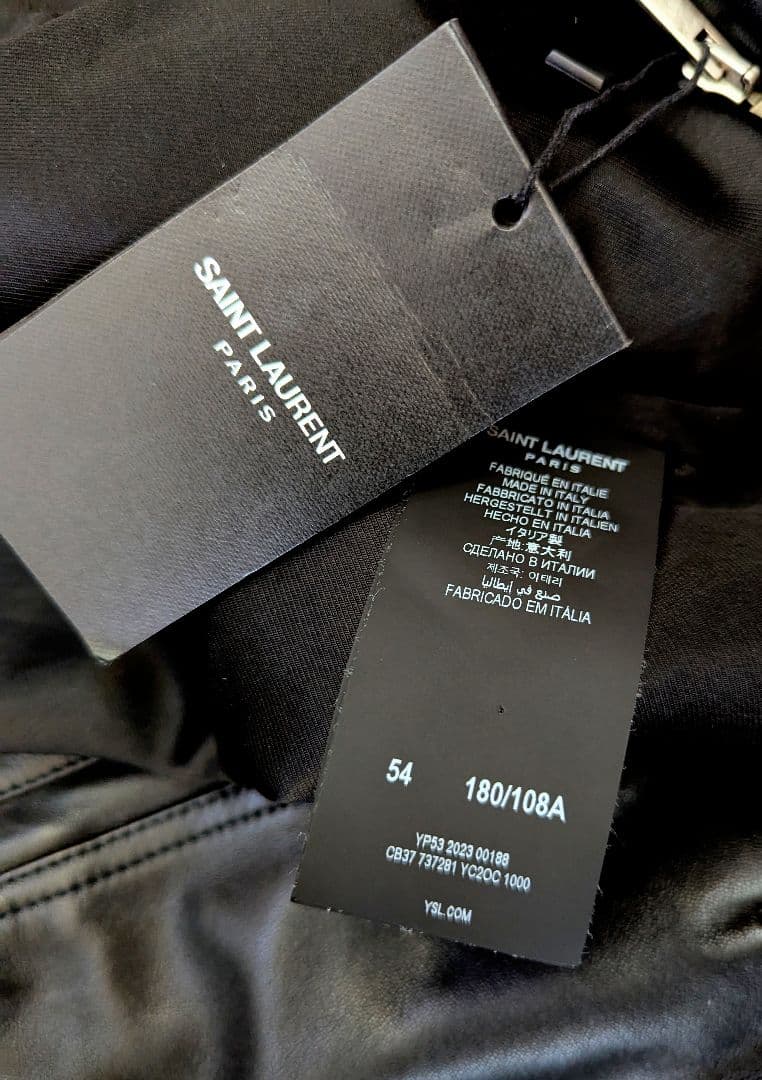 SAINT LAURENT
PARIS
SAINT LAURENT
PARIS
FABRIQUÉ EN ITALIE
MADE IN ITALY
FABBRICATO IN ITALIA
HERGESTELLT IN ITALIEN
HECHO EN ITALIA
イタリア製
产地:意大利
СДЕЛАНО В ИТАЛИИ
제조국: 이태리
صنع في إيطاليا
FABRICADO EM ITÁLIA
54 180/108A
YP53 2023 00188
CB37 737281 YC2OC 1000
YSL.COM